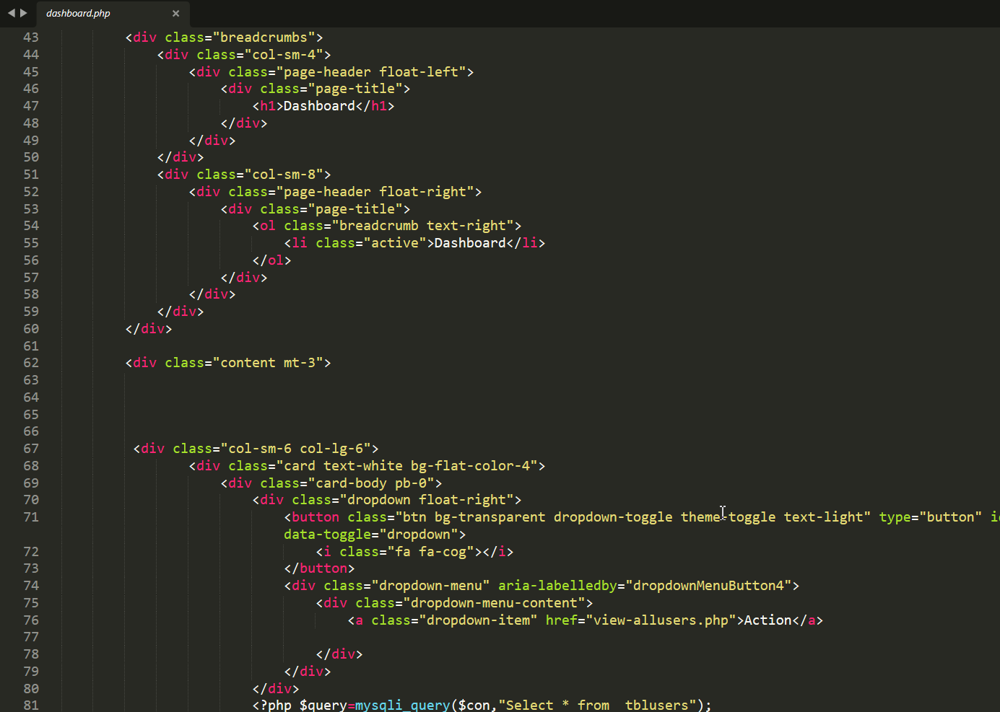 dashboard.php ×
43 <div class="breadcrumbs">
44 <div class="col-sm-4">
45 <div class="page-header float-left">
46 <div class="page-title">
47 <h1>Dashboard</h1>
48 </div>
49 </div>
50 </div>
51 <div class="col-sm-8">
52 <div class="page-header float-right">
53 <div class="page-title">
54 <ol class="breadcrumb text-right">
55 <li class="active">Dashboard</li>
56 </ol>
57 </div>
58 </div>
59 </div>
60 </div>
61
62 <div class="content mt-3">
63
64
65
66
67 <div class="col-sm-6 col-lg-6">
68 <div class="card text-white bg-flat-color-4">
69 <div class="card-body pb-0">
70 <div class="dropdown float-right">
71 <button class="btn bg-transparent dropdown-toggle theme-toggle text-light" type="button"
data-toggle="dropdown">
72 <i class="fa fa-cog"></i>
73 </button>
74 <div class="dropdown-menu" aria-labelledby="dropdownMenuButton4">
75 <div class="dropdown-menu-content">
76 <a class="dropdown-item" href="view-allusers.php">Action</a>
77
78 </div>
79 </div>
80 </div>
81 <?php $query=mysqli_query($con,"Select * from  tblusers");